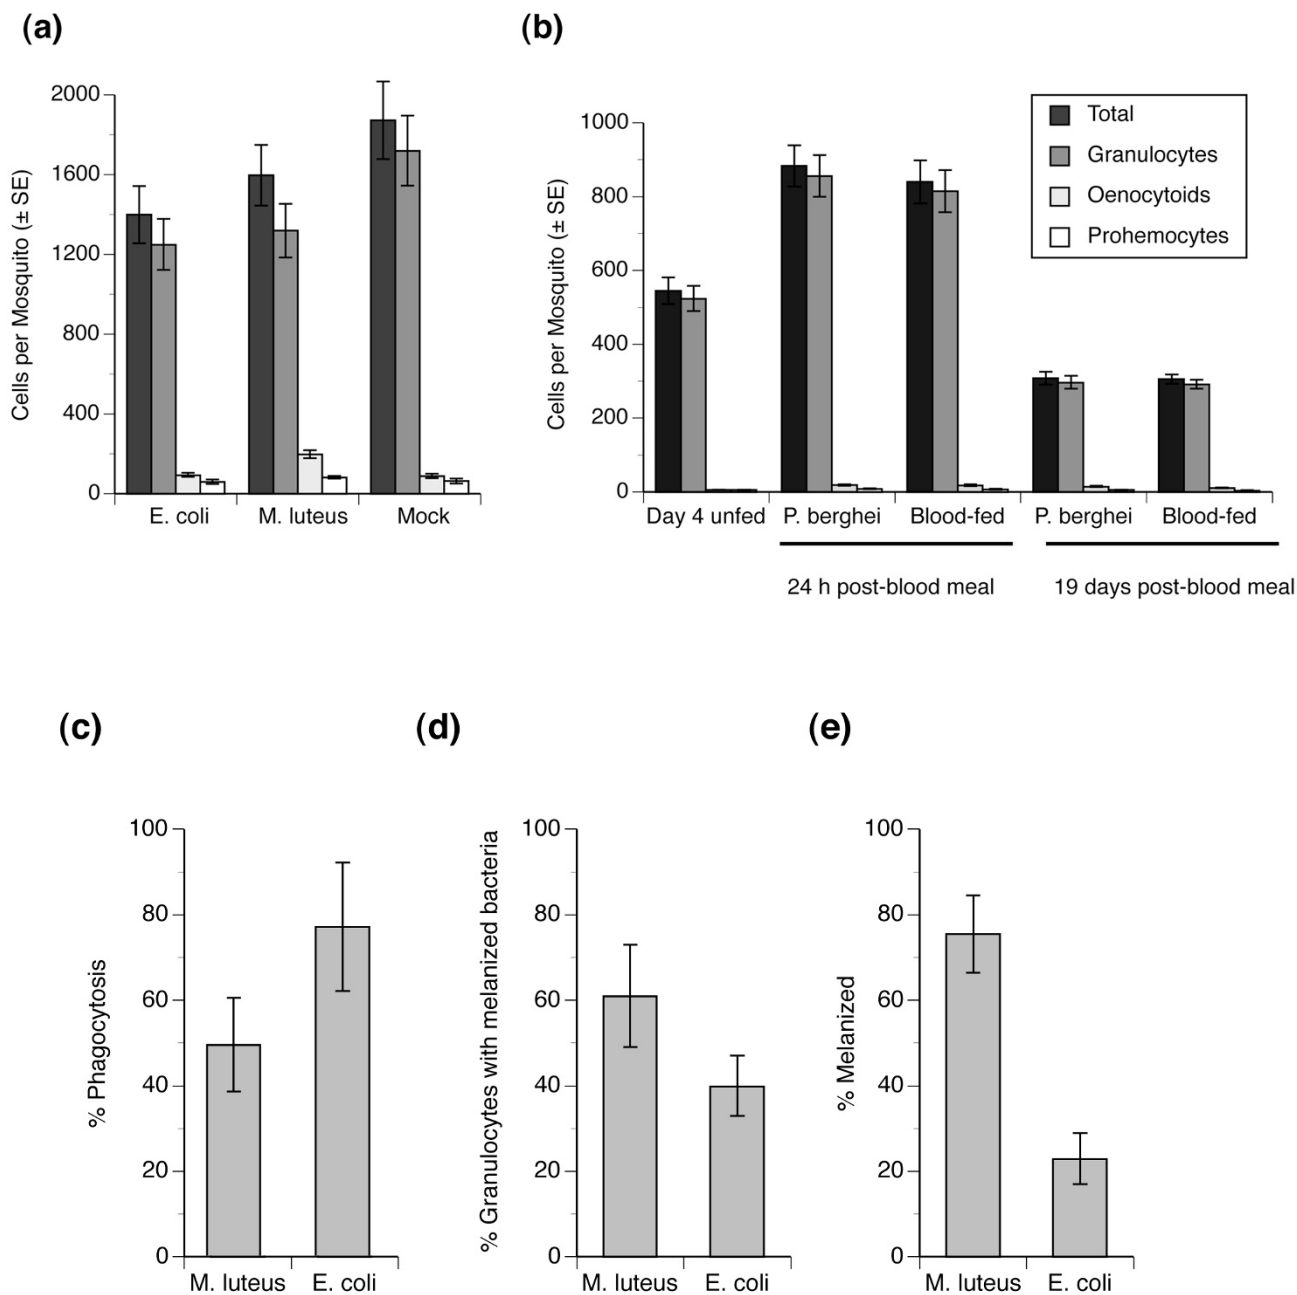 (a)
Cells per Mosquito (± SE)
2000
1600
1200
800
400
0
E. coli
M. luteus
Mock
(b)
Cells per Mosquito (± SE)
1000
800
600
400
200
0
Day 4 unfed
P. berghei
Blood-fed
P. berghei
Blood-fed
24 h post-blood meal
19 days post-blood meal
Total
Granulocytes
Oenocytoids
Prohemocytes
(c)
% Phagocytosis
100
80
60
40
20
0
M. luteus
E. coli
(d)
% Granulocytes with melanized bacteria
100
80
60
40
20
0
M. luteus
E. coli
(e)
% Melanized
100
80
60
40
20
0
M. luteus
E. coli